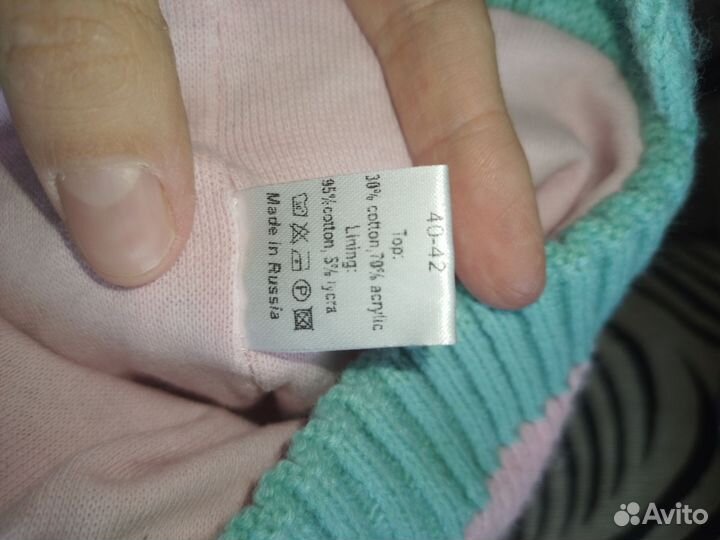 40-42
Top:
30% cotton,70% acrylic
Lining:
95%cotton, 5% lycra
Made in Russia
Avito